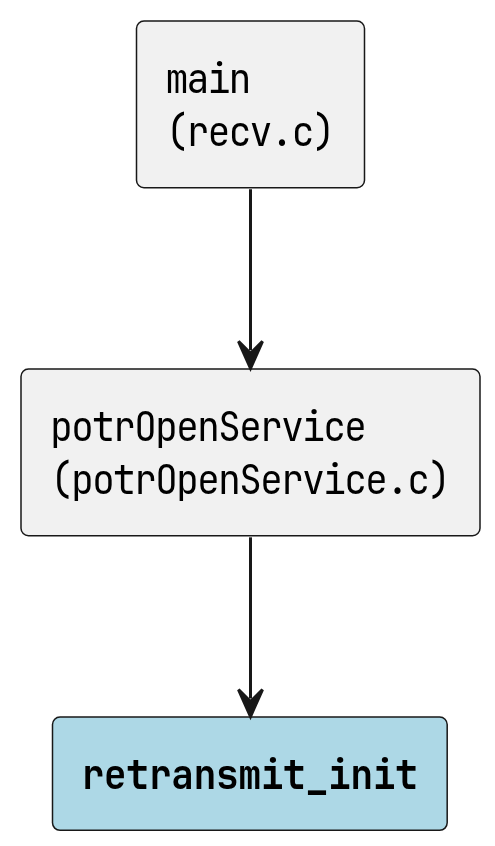 main
(recv.c)
potrOpenService
(potrOpenService.c)
retransmit_init